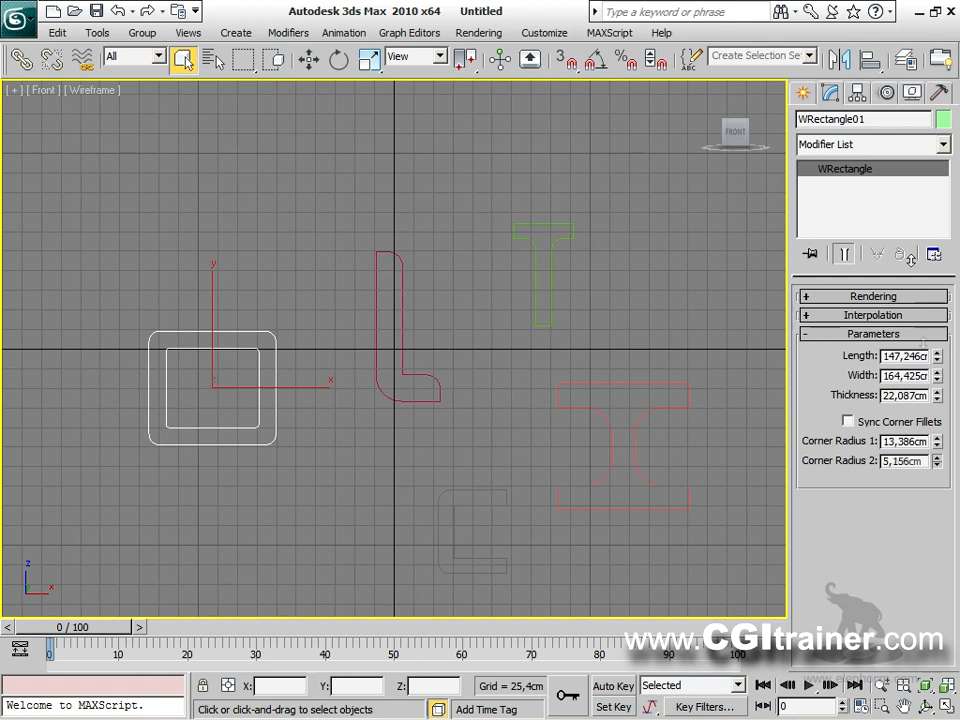 Autodesk 3ds Max 2010 x64 Untitled
Type a keyword or phrase
Edit Tools Group Views Create Modifiers Animation Graph Editors Rendering Customize MAXScript Help
All View Create Selection Se
[ + ] [ Front ] [ Wireframe ]
FRONT
WRectangle01
Modifier List
WRectangle
+ Rendering
+ Interpolation
- Parameters
Length: 147,246cm
Width: 164,425cm
Thickness: 22,087cm
Sync Corner Fillets
Corner Radius 1: 13,386cm
Corner Radius 2: 5,156cm
y
x
z
x
www.CGItrainer.com
< 0 / 100 >
0 10 20 30 40 50 60 70 80 90 100
X: Y: Z: Grid = 25,4cm Auto Key Selected
Welcome to MAXScript. Click or click-and-drag to select objects Add Time Tag Set Key Key Filters... 0